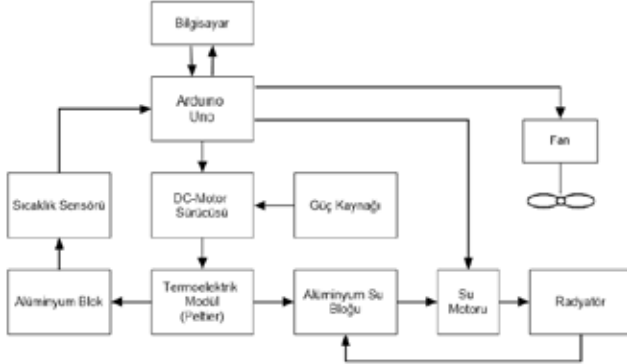 Bilgisayar
Arduino
Uno
Fan
Sıcaklık Sensörü
DC-Motor
Sürücüsü
Güç Kaynağı
Alüminyum Blok
Termoelektrik
Modül
(Peltier)
Alüminyum Su
Bloğu
Su
Motoru
Radyatör